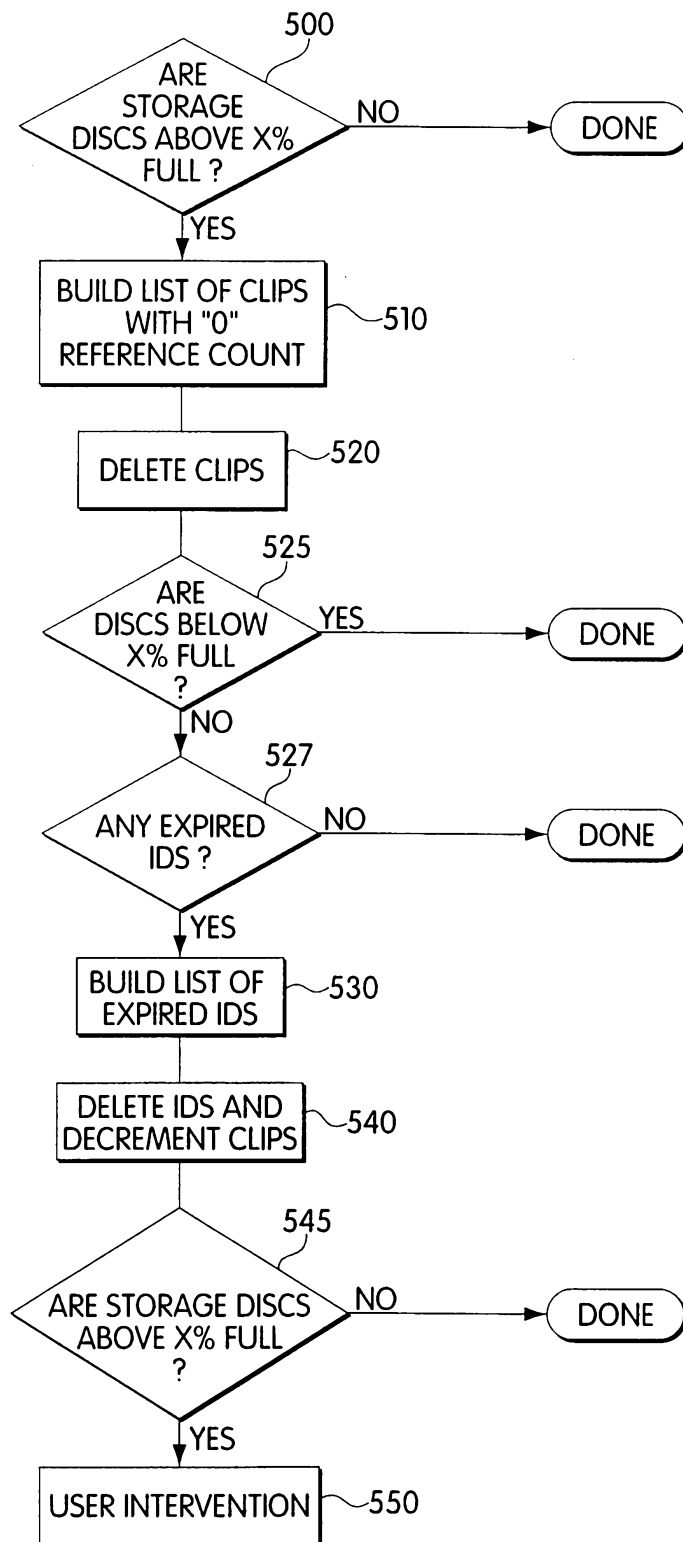 500
ARE
STORAGE
DISCS ABOVE X%
FULL ?
NO
DONE
YES
BUILD LIST OF CLIPS
WITH "0"
REFERENCE COUNT
510
DELETE CLIPS
520
525
ARE
DISCS BELOW
X% FULL
?
YES
DONE
NO
527
ANY EXPIRED
IDS ?
NO
DONE
YES
BUILD LIST OF
EXPIRED IDS
530
DELETE IDS AND
DECREMENT CLIPS
540
545
ARE STORAGE DISCS
ABOVE X% FULL
?
NO
DONE
YES
USER INTERVENTION
550